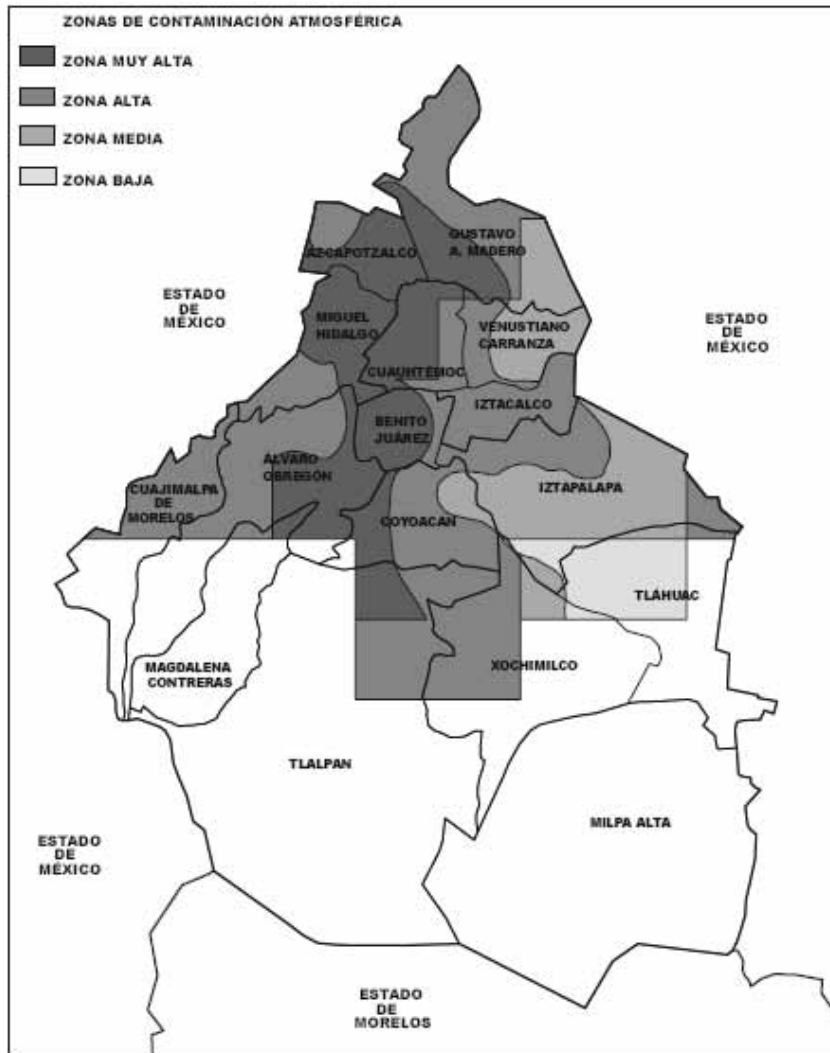 ZONAS DE CONTAMINACIÓN ATMOSFÉRICA
ZONA MUY ALTA
ZONA ALTA
ZONA MEDIA
ZONA BAJA
AZCAPOTZALCO
GUSTAVO
A. MADERO
ESTADO
DE
MÉXICO
MIGUEL
HIDALGO
VENUSTIANO
CARRANZA
ESTADO
DE
MÉXICO
CUAUHTÉMOC
IZTACALCO
BENITO
JUÁREZ
ALVARO
OBREGÓN
CUAJIMALPA
DE
MORELOS
IZTAPALAPA
COYOACAN
TLÁHUAC
MAGDALENA
CONTRERAS
XOCHIMILCO
TLALPAN
MILPA ALTA
ESTADO
DE
MÉXICO
ESTADO
DE
MORELOS